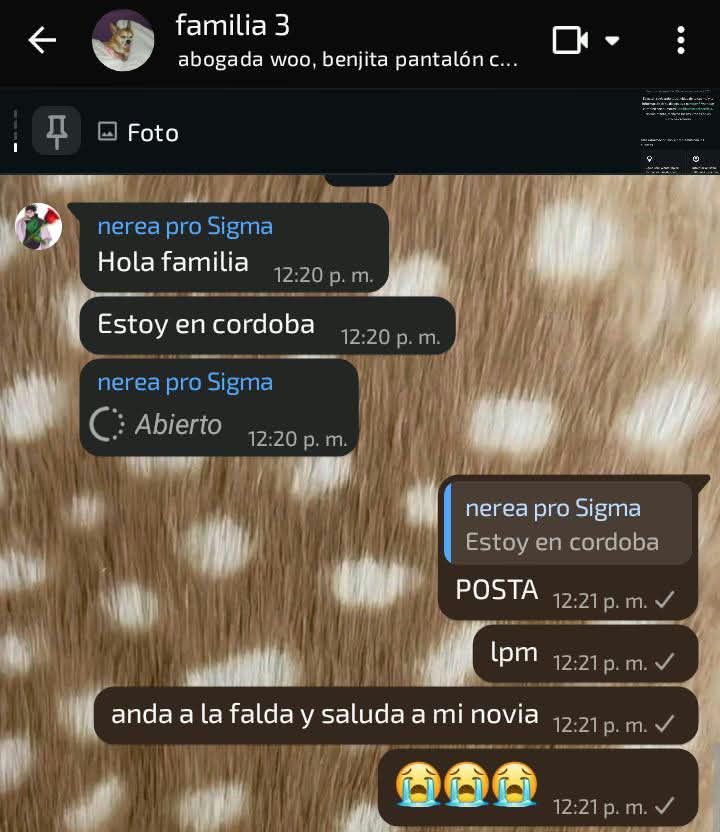 familia 3
abogada woo, benjita pantalón c...
Foto
nerea pro Sigma
Hola familia 12:20 p. m.
Estoy en cordoba 12:20 p. m.
nerea pro Sigma
Abierto 12:20 p. m.
nerea pro Sigma
Estoy en cordoba
POSTA 12:21 p. m.
lpm 12:21 p. m.
anda a la falda y saluda a mi novia 12:21 p. m.
😭😭😭 12:21 p. m.